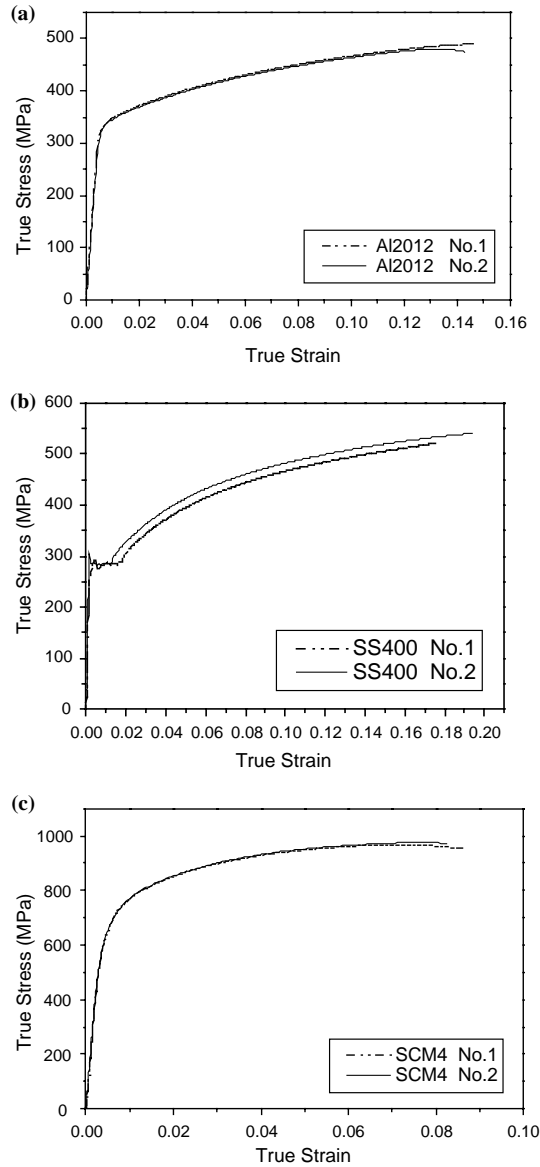 (a)
500
400
300
200
100
0
True Stress (MPa)
Al2012 No.1
Al2012 No.2
0.00 0.02 0.04 0.06 0.08 0.10 0.12 0.14 0.16
True Strain
(b)
600
500
400
300
200
100
0
True Stress (MPa)
SS400 No.1
SS400 No.2
0.00 0.02 0.04 0.06 0.08 0.10 0.12 0.14 0.16 0.18 0.20
True Strain
(c)
1000
800
600
400
200
0
True Stress (MPa)
SCM4 No.1
SCM4 No.2
0.00 0.02 0.04 0.06 0.08 0.10
True Strain